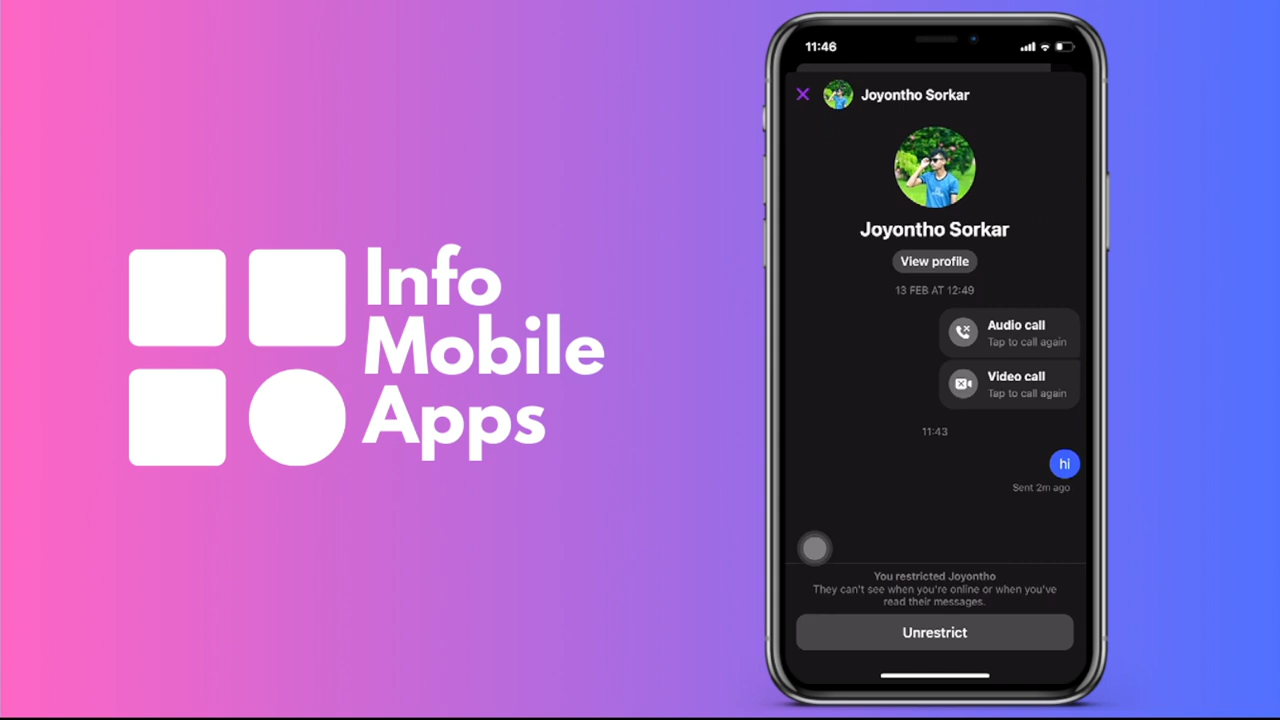 Info
Mobile
Apps
11:46
Joyontho Sorkar
Joyontho Sorkar
View profile
13 FEB AT 12:49
Audio call
Tap to call again
Video call
Tap to call again
11:43
hi
Sent 2m ago
You restricted Joyontho
They can't see when you're online or when you've
read their messages.
Unrestrict